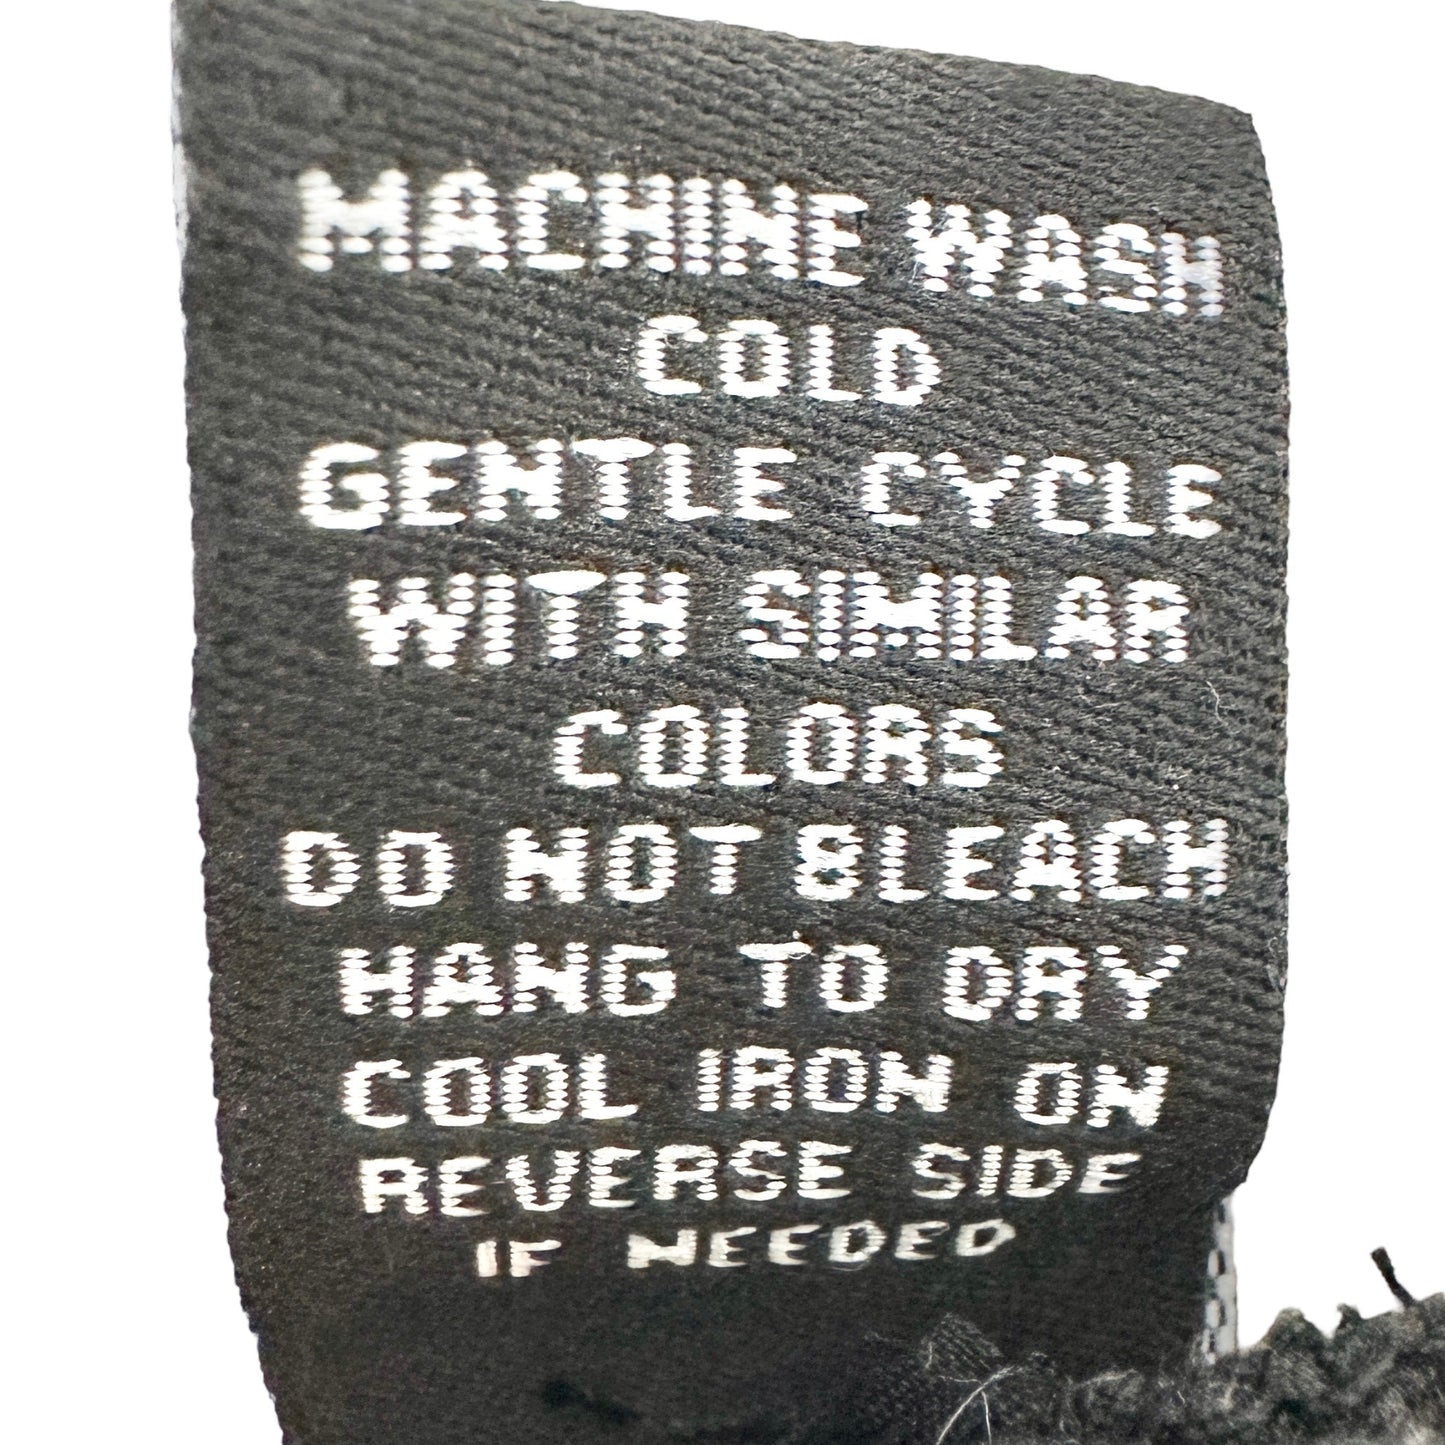 MACHINE WASH
COLD
GENTLE CYCLE
WITH SIMILAR
COLORS
DO NOT BLEACH
HANG TO DRY
COOL IRON ON
REVERSE SIDE
IF NEEDED